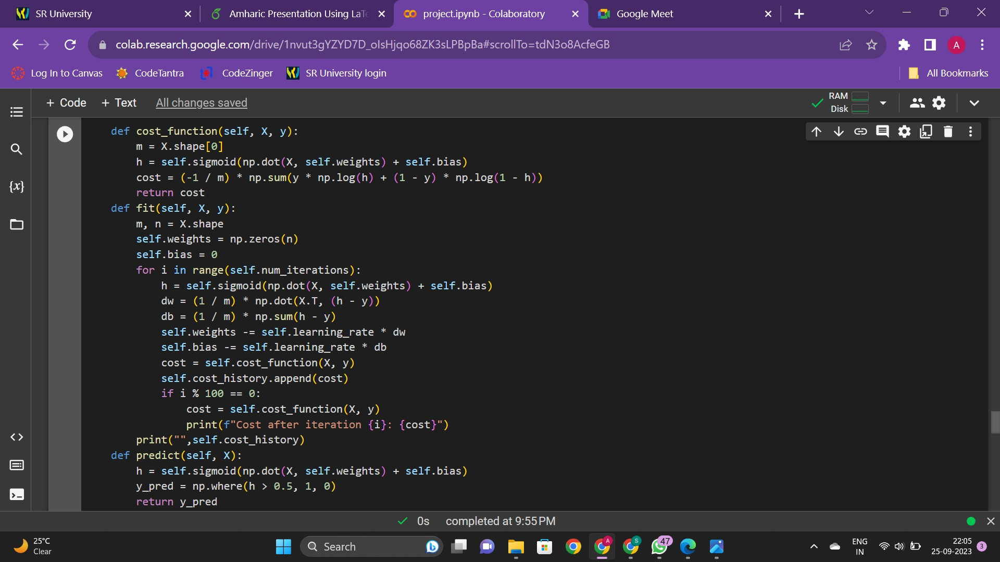 SR University
Amharic Presentation Using LaTe
project.ipynb - Colaboratory
Google Meet
colab.research.google.com/drive/1nvut3gYZYD7D_oIsHjqo68ZK3sLPBpBa#scrollTo=tdN3o8AcfeGB
A
Log In to Canvas
CodeTantra
CodeZinger
SR University login
All Bookmarks
+ Code
+ Text
All changes saved
RAM
Disk
{x}
def cost_function(self, X, y):
    m = X.shape[0]
    h = self.sigmoid(np.dot(X, self.weights) + self.bias)
    cost = (-1 / m) * np.sum(y * np.log(h) + (1 - y) * np.log(1 - h))
    return cost
def fit(self, X, y):
    m, n = X.shape
    self.weights = np.zeros(n)
    self.bias = 0
    for i in range(self.num_iterations):
        h = self.sigmoid(np.dot(X, self.weights) + self.bias)
        dw = (1 / m) * np.dot(X.T, (h - y))
        db = (1 / m) * np.sum(h - y)
        self.weights -= self.learning_rate * dw
        self.bias -= self.learning_rate * db
        cost = self.cost_function(X, y)
        self.cost_history.append(cost)
        if i % 100 == 0:
            cost = self.cost_function(X, y)
            print(f"Cost after iteration {i}: {cost}")
    print("",self.cost_history)
def predict(self, X):
    h = self.sigmoid(np.dot(X, self.weights) + self.bias)
    y_pred = np.where(h > 0.5, 1, 0)
    return y_pred
0s
completed at 9:55 PM
25°C
Clear
Search
A
S
47
ENG
IN
22:05
25-09-2023
3